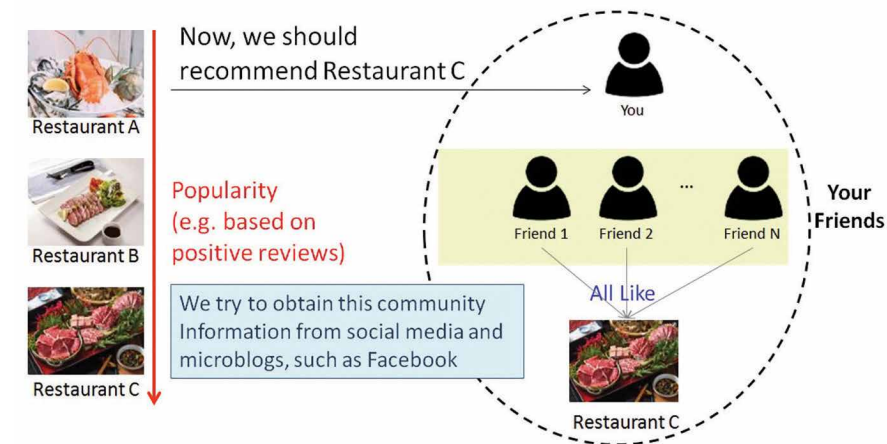 Now, we should
recommend Restaurant C
Restaurant A
Restaurant B
Restaurant C
Popularity
(e.g. based on
positive reviews)
We try to obtain this community
Information from social media and
microblogs, such as Facebook
You
Friend 1
Friend 2
...
Friend N
Your
Friends
All Like
Restaurant C